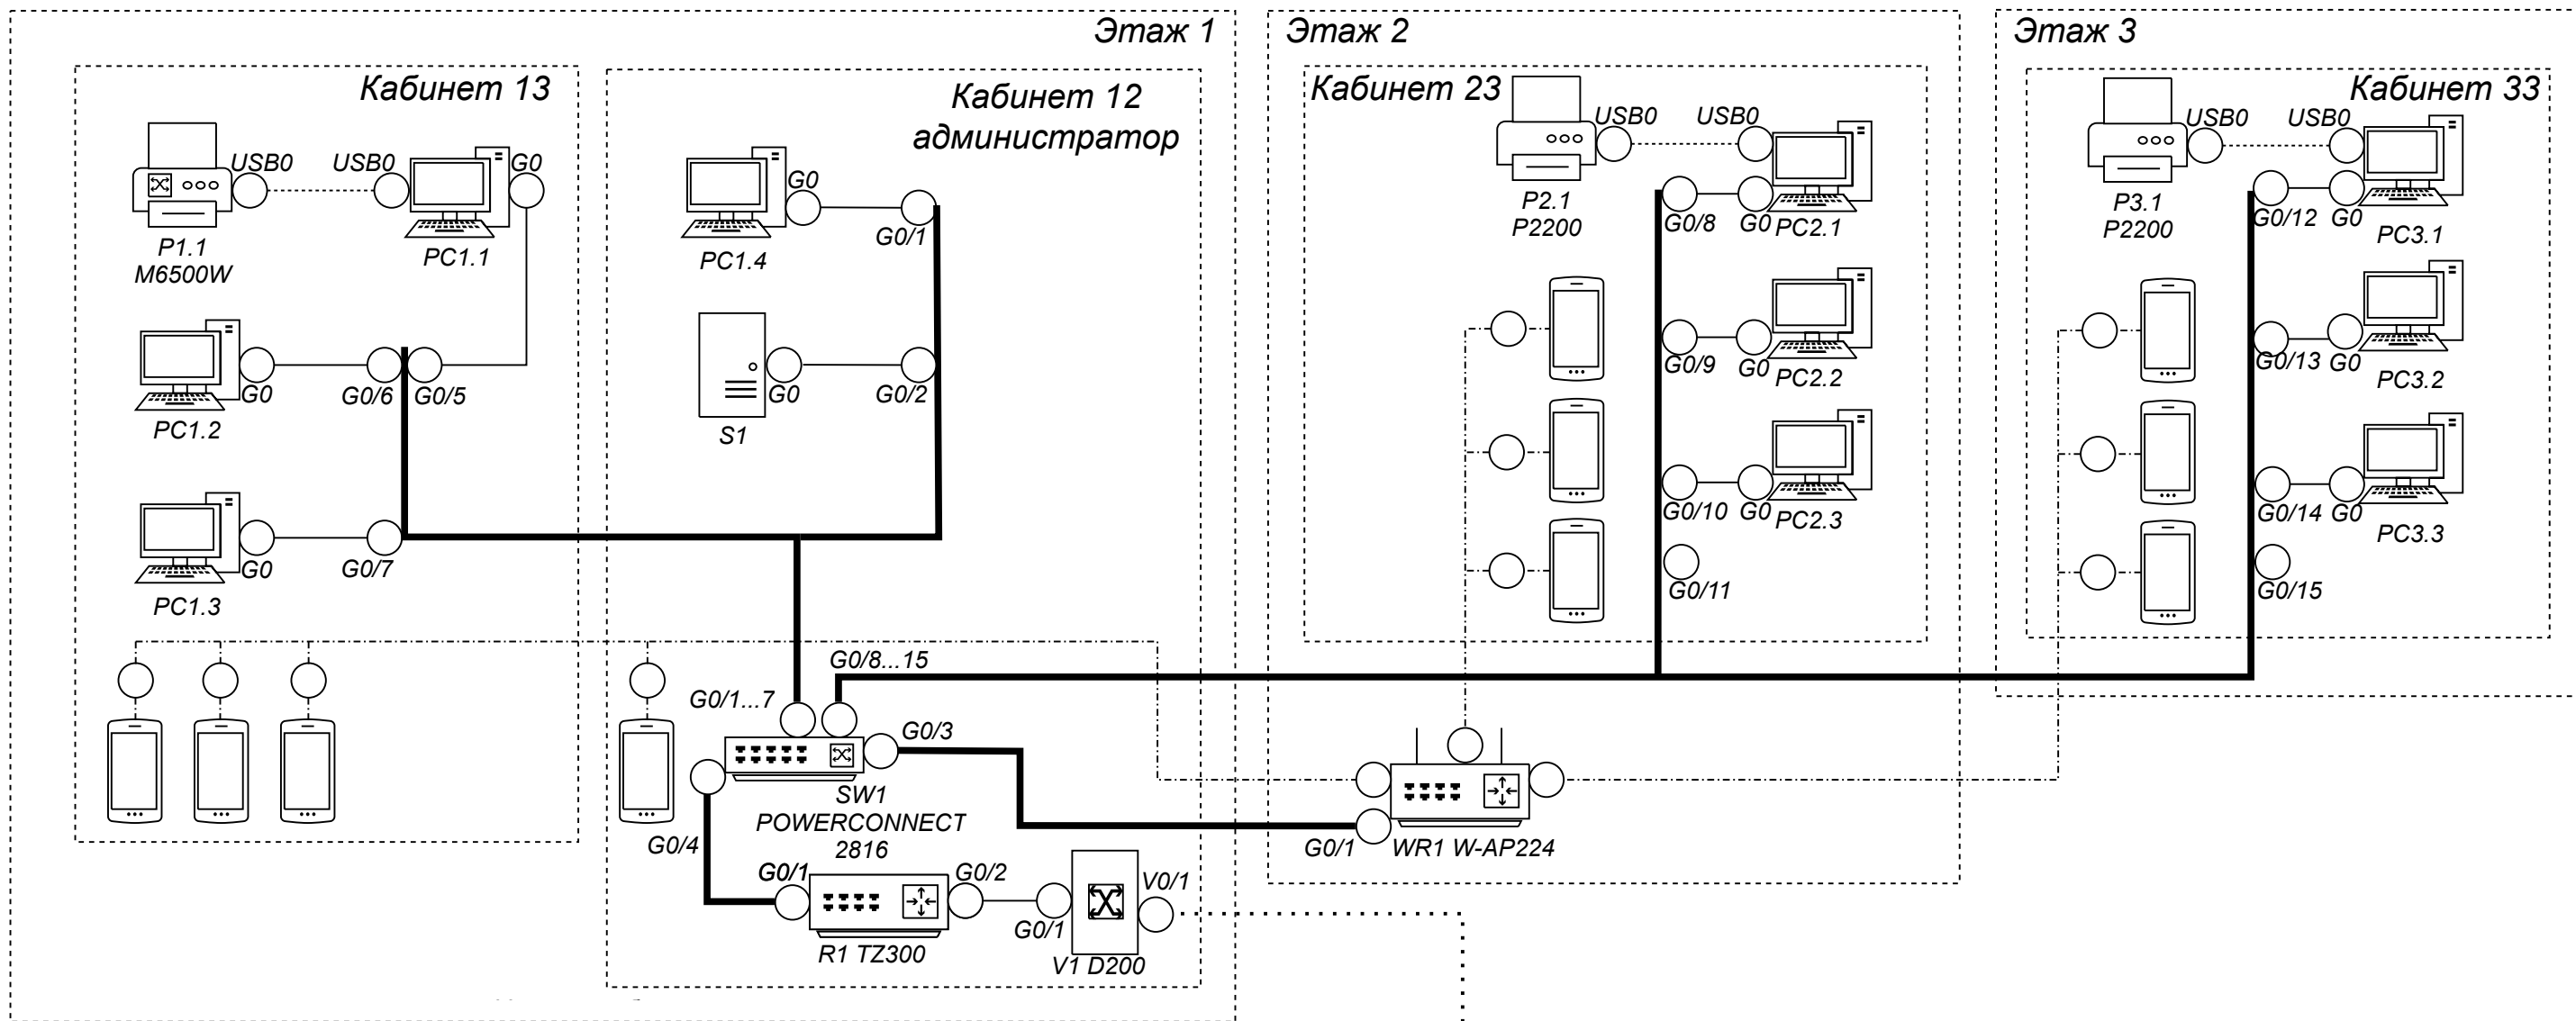 Этаж 1
Кабинет 13
USB0
USB0
G0
P1.1
M6500W
PC1.1
G0
G0/6
G0/5
PC1.2
G0
G0/7
PC1.3
Кабинет 12
администратор
G0
G0/1
PC1.4
G0
G0/2
S1
G0/1...7
G0/8...15
G0/3
SW1
POWERCONNECT
2816
G0/4
G0/1
G0/2
R1 TZ300
G0/1
V0/1
V1 D200
Этаж 2
Кабинет 23
USB0
USB0
P2.1
P2200
G0/8
G0
PC2.1
G0/9
G0
PC2.2
G0/10
G0
PC2.3
G0/11
G0/1
WR1 W-AP224
Этаж 3
Кабинет 33
USB0
USB0
P3.1
P2200
G0/12
G0
PC3.1
G0/13
G0
PC3.2
G0/14
G0
PC3.3
G0/15